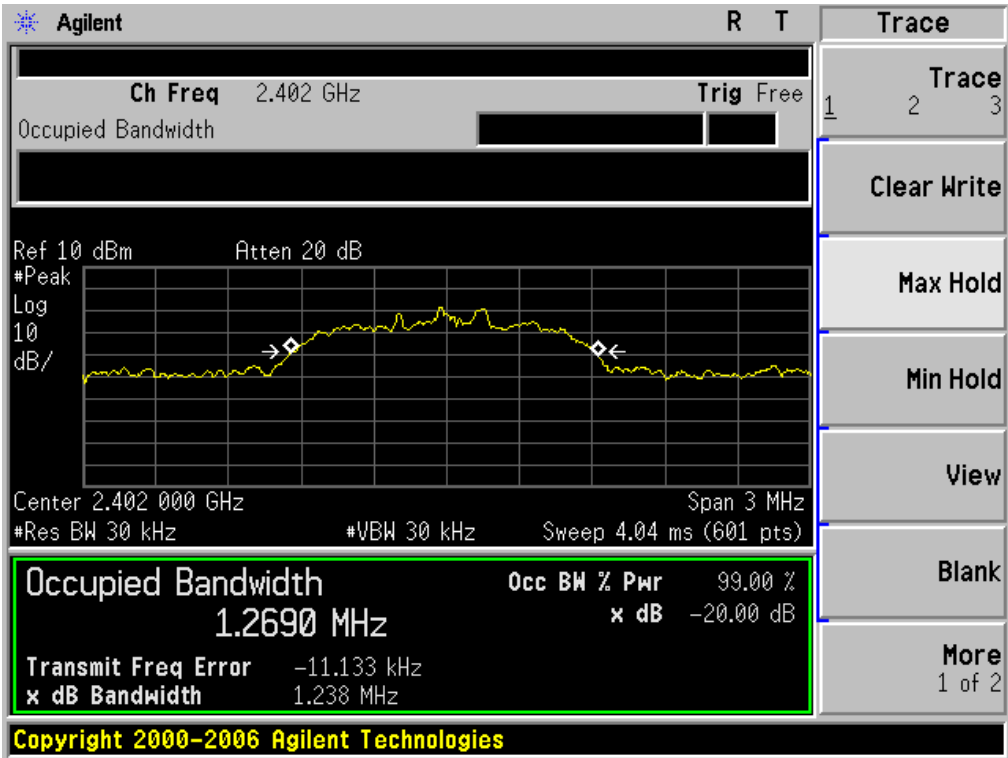 Agilent R T
Ch Freq 2.402 GHz Trig Free
Occupied Bandwidth
Ref 10 dBm Atten 20 dB
#Peak
Log
10
dB/
Center 2.402 000 GHz Span 3 MHz
#Res BW 30 kHz #VBW 30 kHz Sweep 4.04 ms (601 pts)
Occupied Bandwidth Occ BW % Pwr 99.00 %
1.2690 MHz x dB -20.00 dB
Transmit Freq Error -11.133 kHz
x dB Bandwidth 1.238 MHz
Copyright 2000-2006 Agilent Technologies
Trace
Trace
1 2 3
Clear Write
Max Hold
Min Hold
View
Blank
More
1 of 2